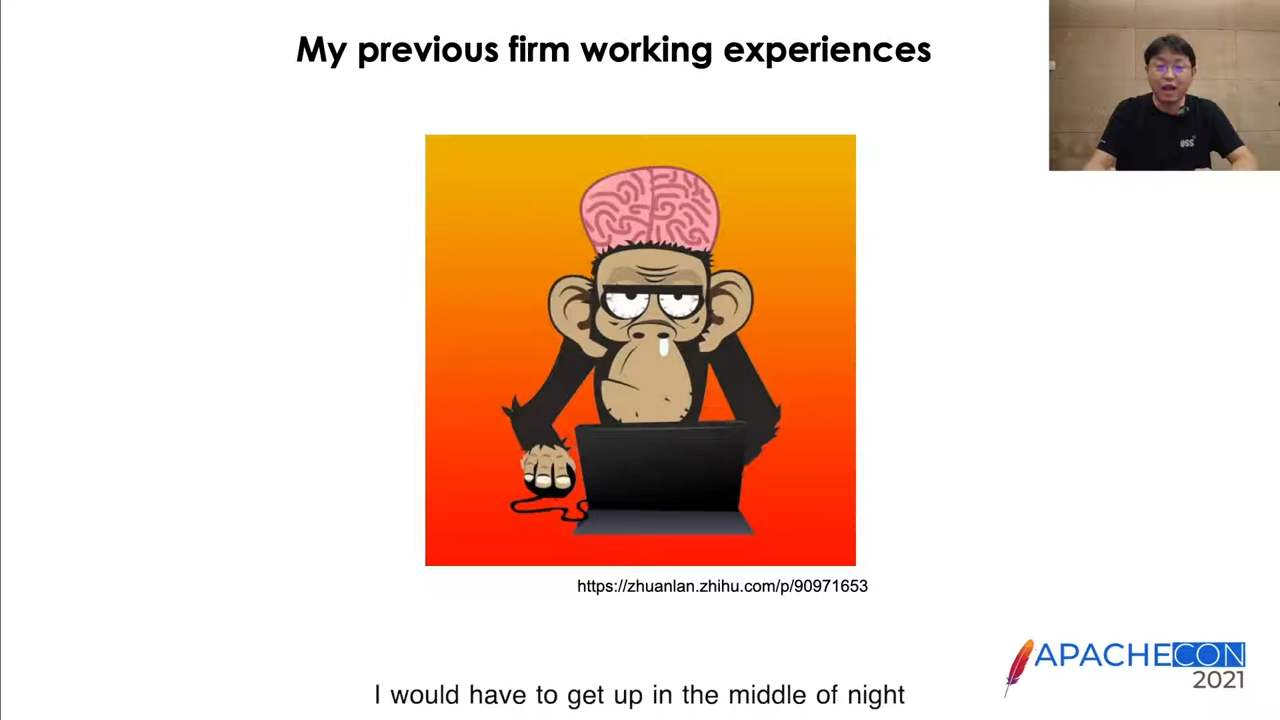 My previous firm working experiences
https://zhuanlan.zhihu.com/p/90971653
APACHECON
2021
I would have to get up in the middle of night